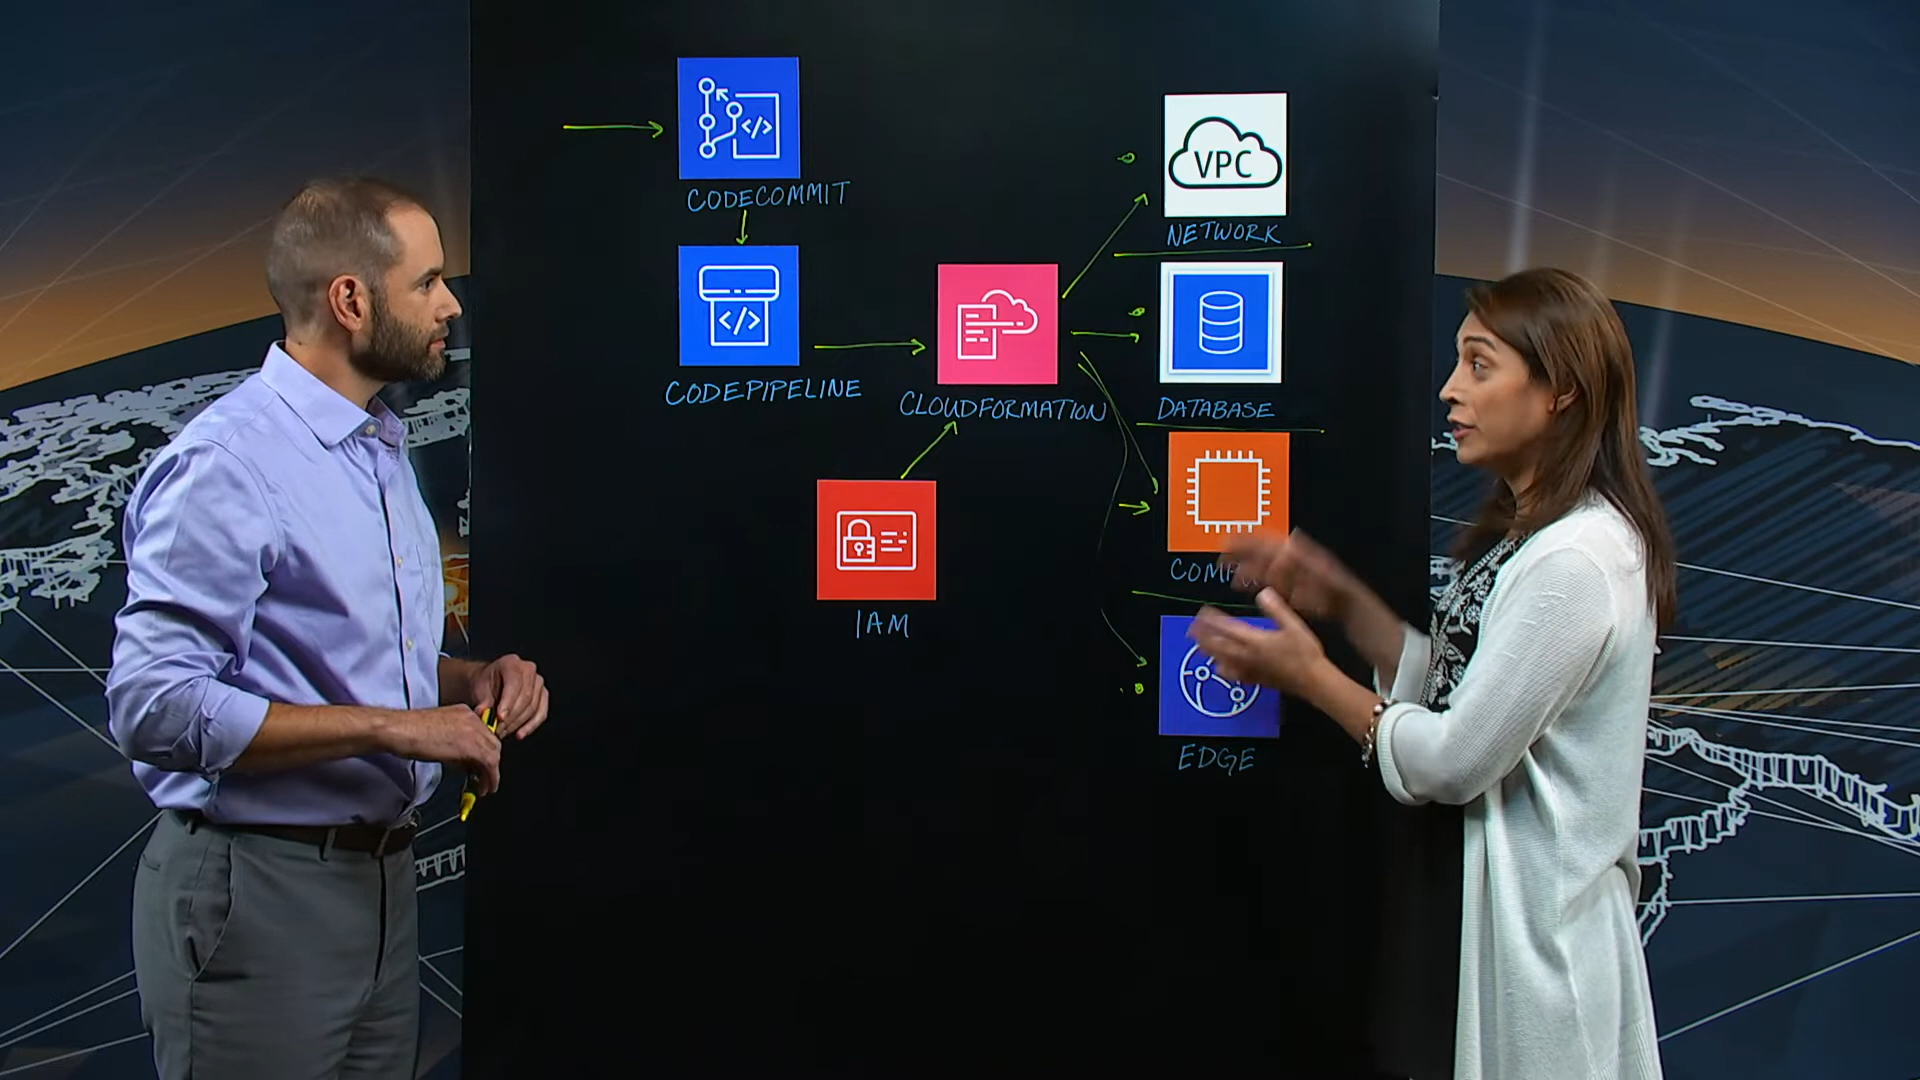 CODECOMMIT
CODEPIPELINE
CLOUDFORMATION
IAM
VPC
NETWORK
DATABASE
EDGE